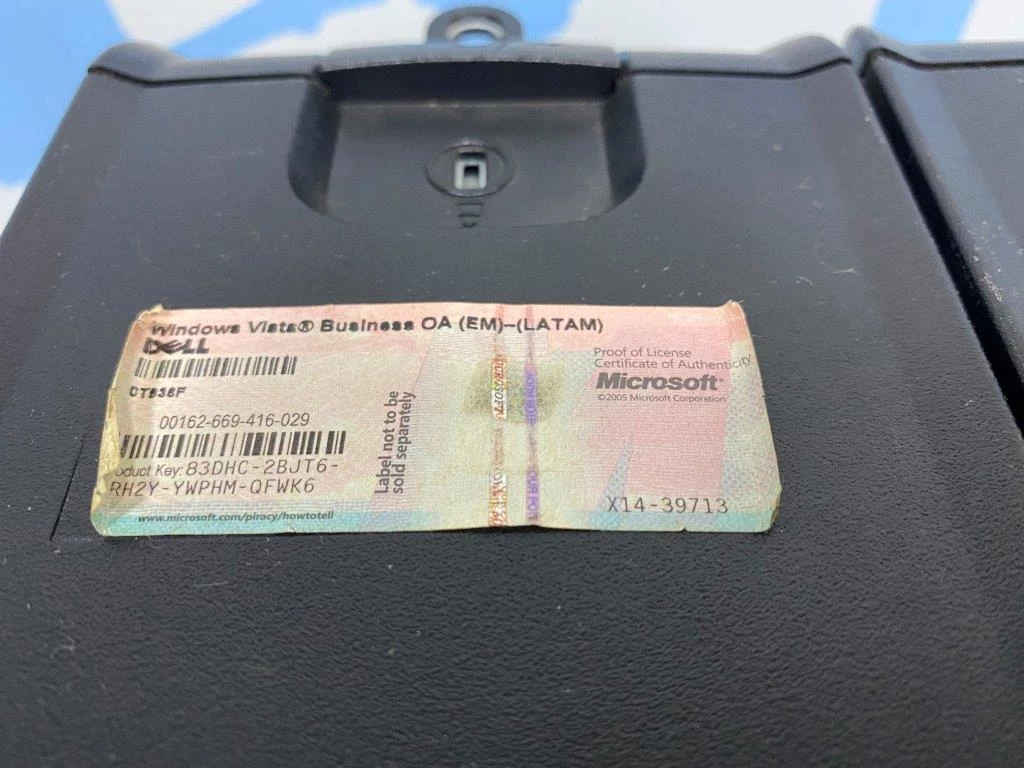 Windows Vista® Business OA (EM)-(LATAM)
DELL
00162-669-416-029
oduct Key: 83DHC-2BJT6-
RH2Y-YWPHM-QFWK6
www.microsoft.com/piracy/howtotell
Label not to be
sold separately
Proof of License
Certificate of Authenticity
Microsoft®
©2005 Microsoft Corporation
X14-39713